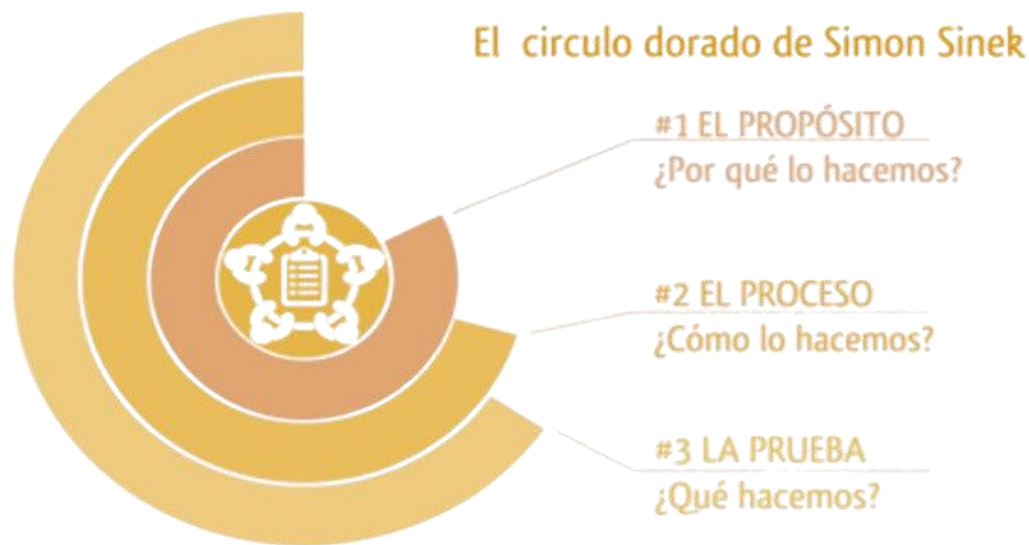 El circulo dorado de Simon Sinek
#1 EL PROPÓSITO
¿Por qué lo hacemos?
#2 EL PROCESO
¿Cómo lo hacemos?
#3 LA PRUEBA
¿Qué hacemos?